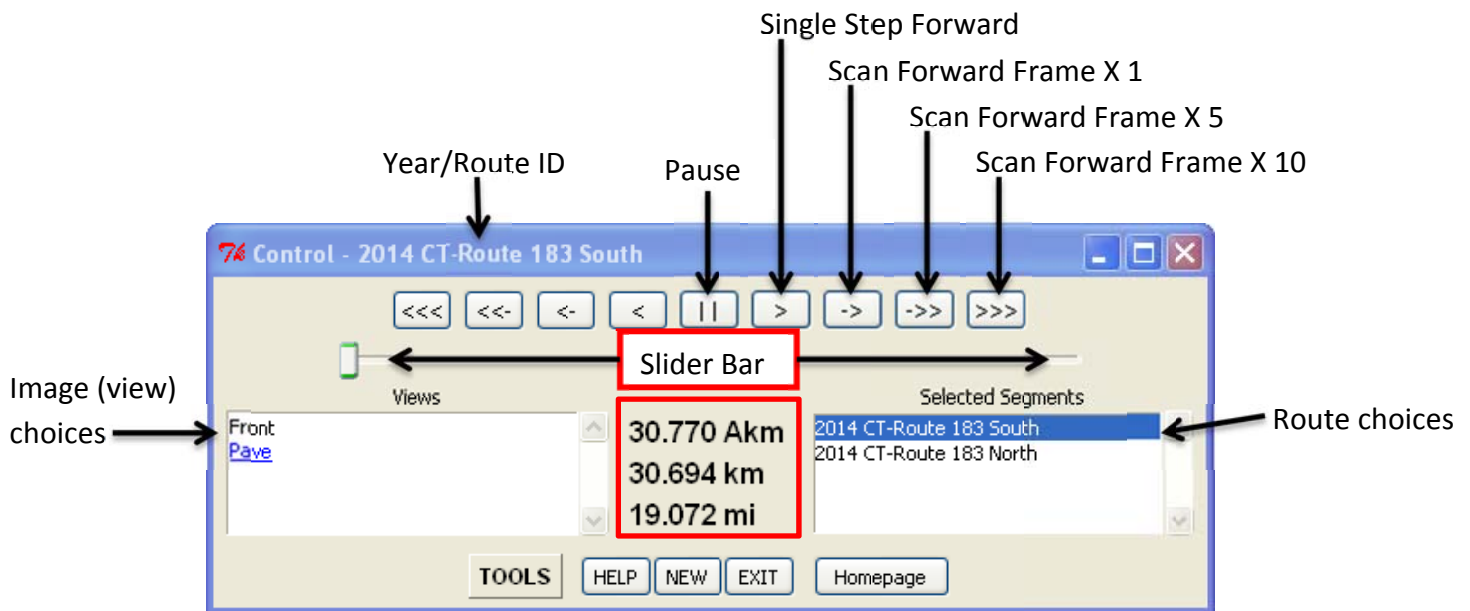 Single Step Forward
Scan Forward Frame X 1
Scan Forward Frame X 5
Year/Route ID
Pause
Scan Forward Frame X 10
7k Control - 2014 CT-Route 183 South
<<< <<- <- < || > -> ->> >>>
Slider Bar
Image (view)
choices
Views
Selected Segments
Front
Pave
30.770 Akm
30.694 km
19.072 mi
2014 CT-Route 183 South
2014 CT-Route 183 North
Route choices
TOOLS HELP NEW EXIT Homepage